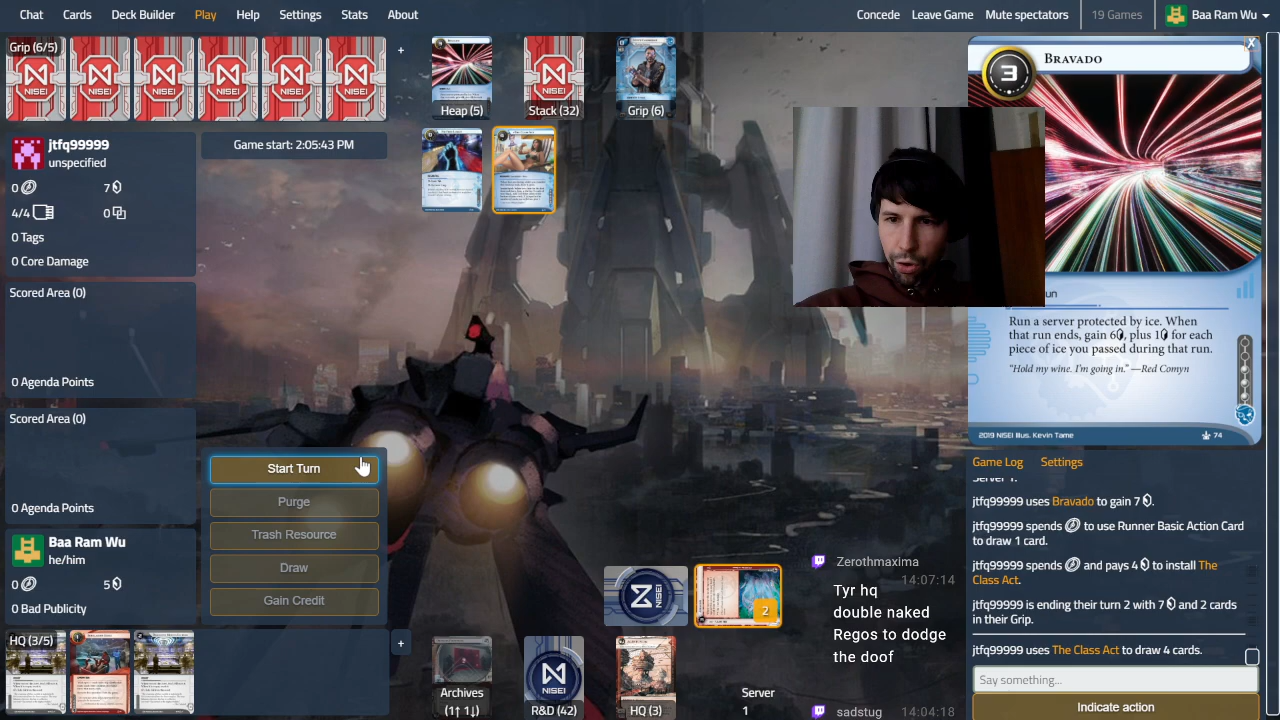 Chat
Cards
Deck Builder
Play
Help
Settings
Stats
About
Concede
Leave Game
Mute spectators
19 Games
Baa Ram Wu
Grip (6/5)
NISEI
NISEI
NISEI
NISEI
NISEI
NISEI
+
Heap (5)
Stack (32)
Grip (6)
X
3
BRAVADO
jtfq99999
unspecified
0
7
4/4
0
0 Tags
0 Core Damage
Game start: 2:05:43 PM
Scored Area (0)
0 Agenda Points
Scored Area (0)
0 Agenda Points
Run a server protected by ice. When
that run ends, gain 6, plus 1 for each
piece of ice you passed during that run.
"Hold my wine. I'm going in." —Red Comyn
2019 NISEI Illus. Kevin Tame
74
Start Turn
Purge
Trash Resource
Draw
Gain Credit
Baa Ram Wu
he/him
0
5
0 Bad Publicity
HQ (3/5)
+
Archives
(1↑ 1↓)
R&D (42)
HQ (3)
Server
1
NISEI
2
Zerothmaxima
14:07:14
Tyr hq
double naked
Regos to dodge
the doof
sadstug
14:04:18
Game Log
Settings
Server 1.
jtfq99999 uses Bravado to gain 7.
jtfq99999 spends to use Runner Basic Action Card
to draw 1 card.
jtfq99999 spends and pays 4 to install The
Class Act.
jtfq99999 is ending their turn 2 with 7 and 2 cards
in their Grip.
jtfq99999 uses The Class Act to draw 4 cards.
Say something...
Indicate action